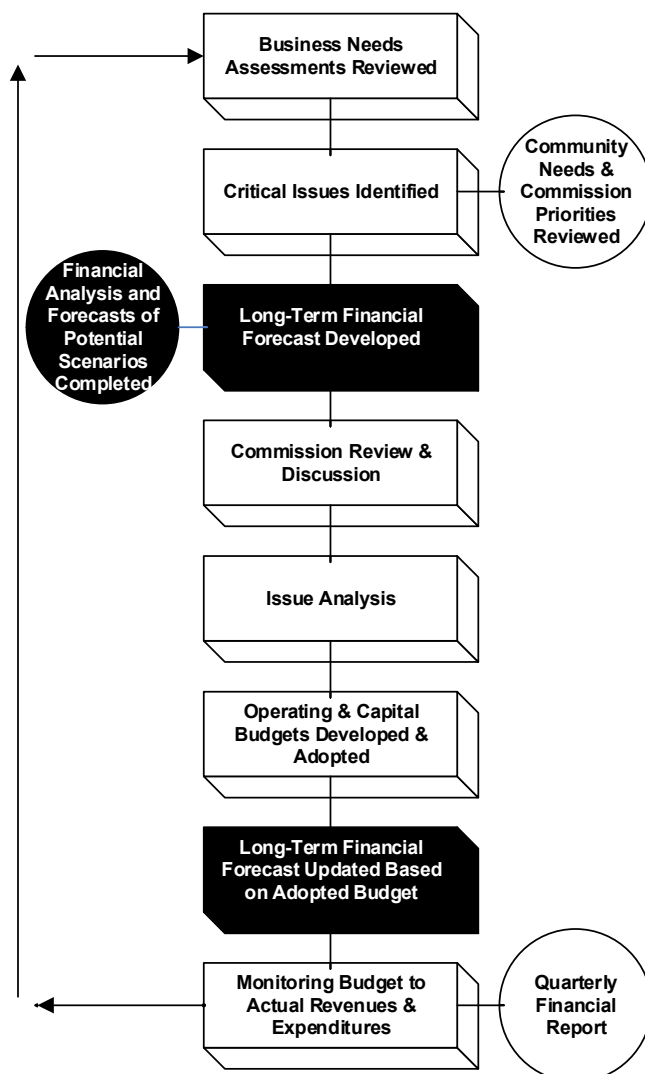 Business Needs
Assessments Reviewed
Critical Issues Identified
Community
Needs &
Commission
Priorities
Reviewed
Financial
Analysis and
Forecasts of
Potential
Scenarios
Completed
Long-Term Financial
Forecast Developed
Commission Review &
Discussion
Issue Analysis
Operating & Capital
Budgets Developed &
Adopted
Long-Term Financial
Forecast Updated Based
on Adopted Budget
Monitoring Budget to
Actual Revenues &
Expenditures
Quarterly
Financial
Report